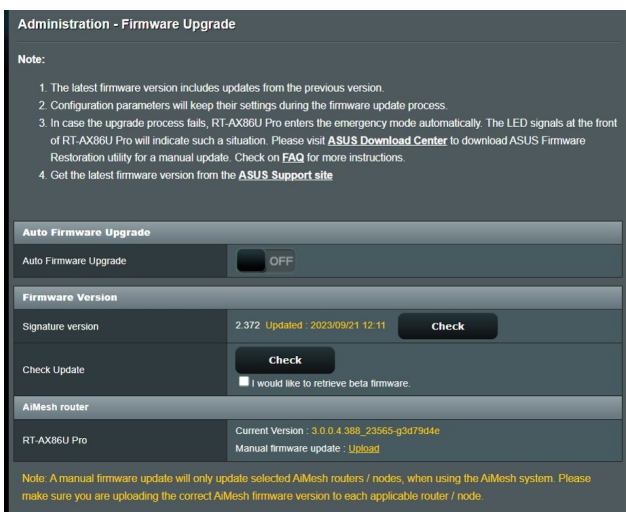 Administration - Firmware Upgrade
Note:
1. The latest firmware version includes updates from the previous version.
2. Configuration parameters will keep their settings during the firmware update process.
3. In case the upgrade process fails, RT-AX86U Pro enters the emergency mode automatically. The LED signals at the front
of RT-AX86U Pro will indicate such a situation. Please visit ASUS Download Center to download ASUS Firmware
Restoration utility for a manual update. Check on FAQ for more instructions.
4. Get the latest firmware version from the ASUS Support site
Auto Firmware Upgrade
Auto Firmware Upgrade OFF
Firmware Version
Signature version 2.372 Updated : 2023/09/21 12:11 Check
Check Update Check
I would like to retrieve beta firmware.
AiMesh router
RT-AX86U Pro Current Version : 3.0.0.4.388_23565-g3d79d4e
Manual firmware update : Upload
Note: A manual firmware update will only update selected AiMesh routers / nodes, when using the AiMesh system. Please
make sure you are uploading the correct AiMesh firmware version to each applicable router / node.